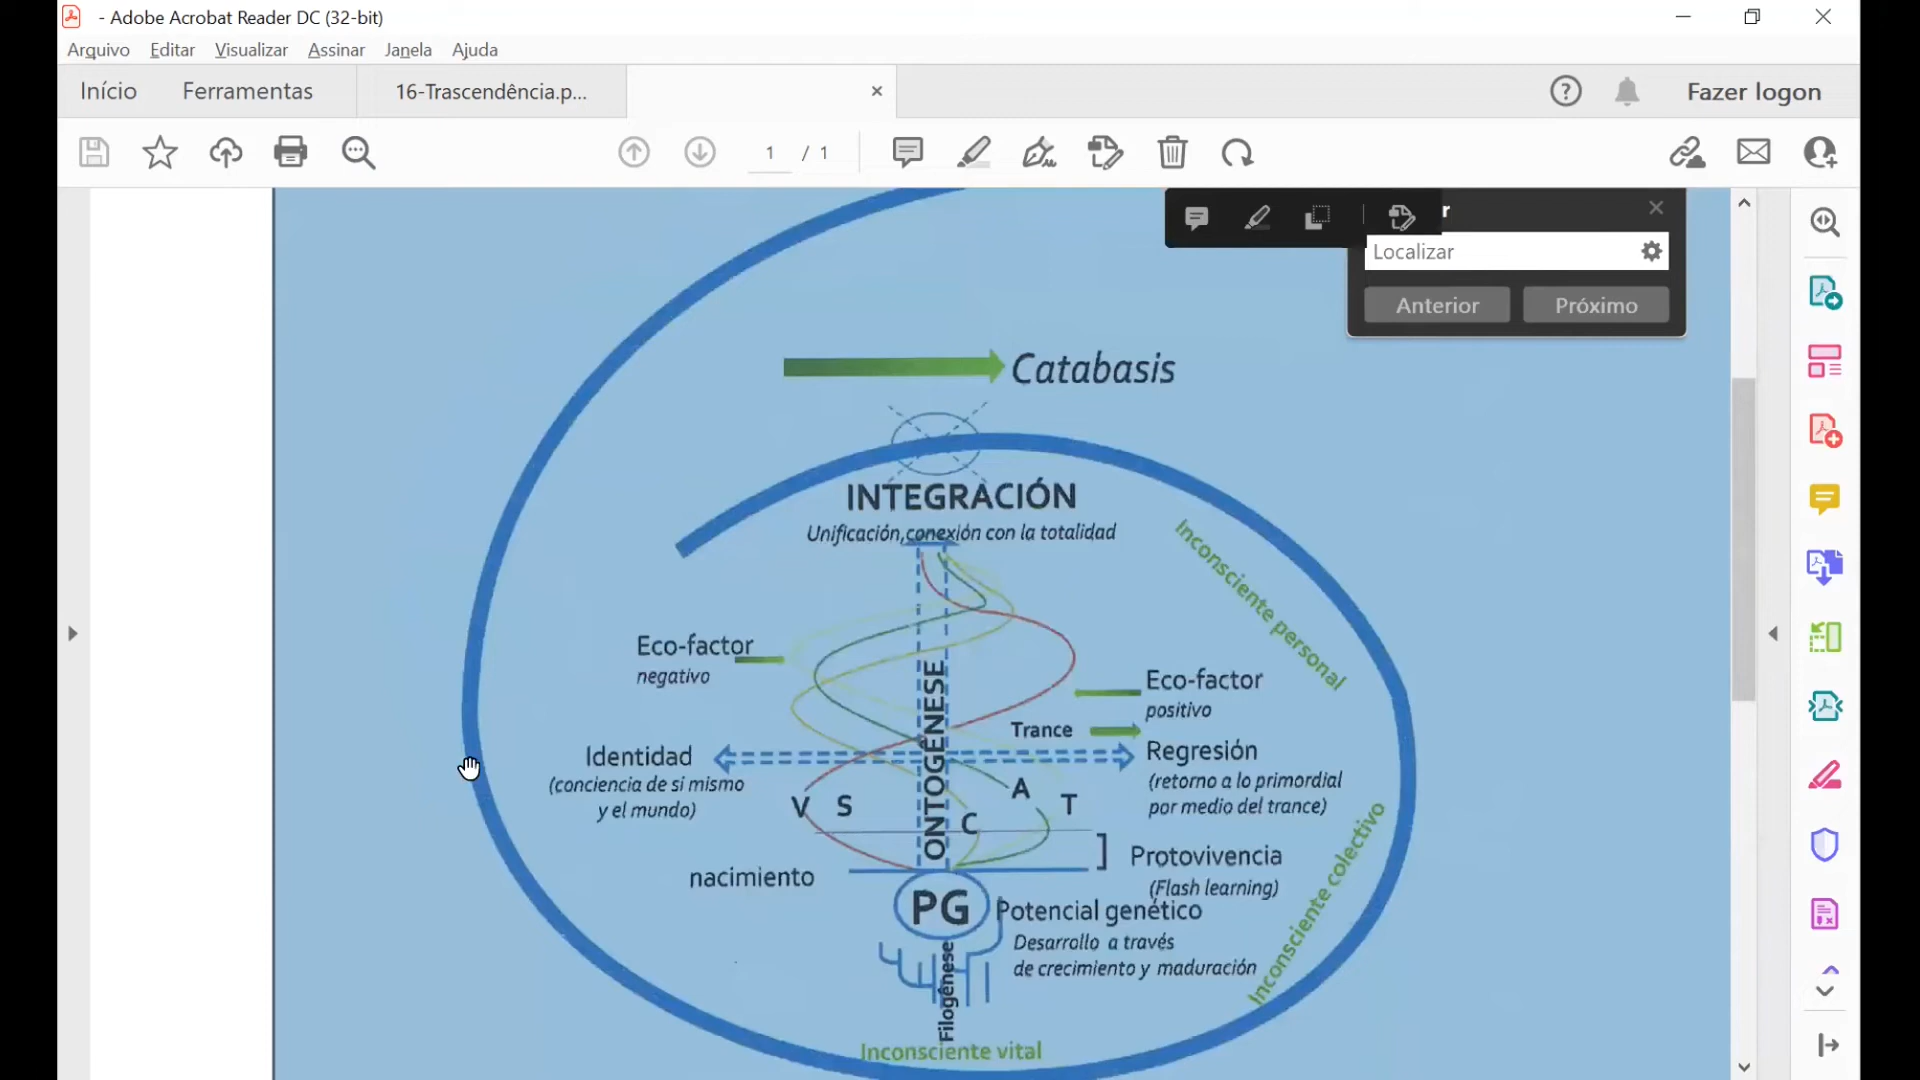 - Adobe Acrobat Reader DC (32-bit)
Arquivo Editar Visualizar Assinar Janela Ajuda
Início Ferramentas 16-Trascendência.p... Fazer logon
1 / 1
r
Localizar
Anterior Próximo
Catabasis
INTEGRACIÓN
Unificación,conexión con la totalidad
Inconsciente personal
Eco-factor
negativo
Eco-factor
positivo
ONTOGÉNESE
Trance
Identidad
(conciencia de si mismo
y el mundo)
Regresión
(retorno a lo primordial
por medio del trance)
V S C A T
Protovivencia
(Flash learning)
nacimiento
PG
Potencial genético
Desarrollo a través
de crecimiento y maduración
Inconsciente colectivo
Filogénese
Inconsciente vital